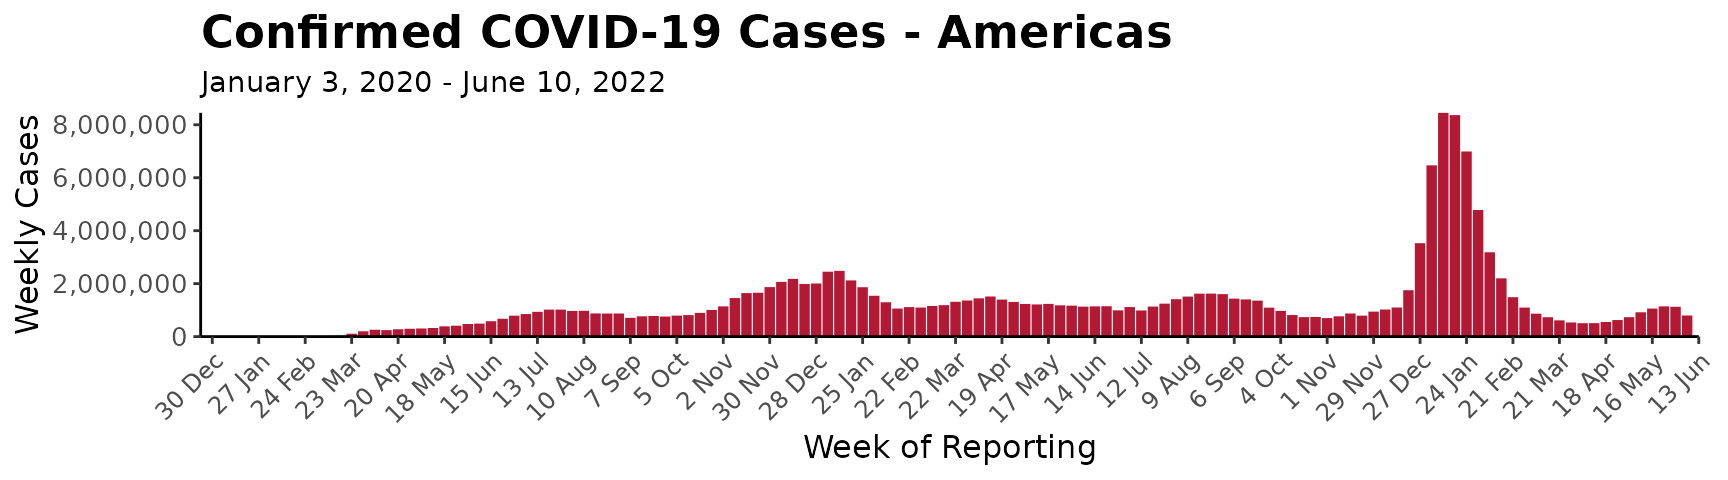 Confirmed COVID-19 Cases - Americas
January 3, 2020 - June 10, 2022
Weekly Cases
8,000,000
6,000,000
4,000,000
2,000,000
0
30 Dec
27 Jan
24 Feb
23 Mar
20 Apr
18 May
15 Jun
13 Jul
10 Aug
7 Sep
5 Oct
2 Nov
30 Nov
28 Dec
25 Jan
22 Feb
22 Mar
19 Apr
17 May
14 Jun
12 Jul
9 Aug
6 Sep
4 Oct
1 Nov
29 Nov
27 Dec
24 Jan
21 Feb
21 Mar
18 Apr
16 May
13 Jun
Week of Reporting